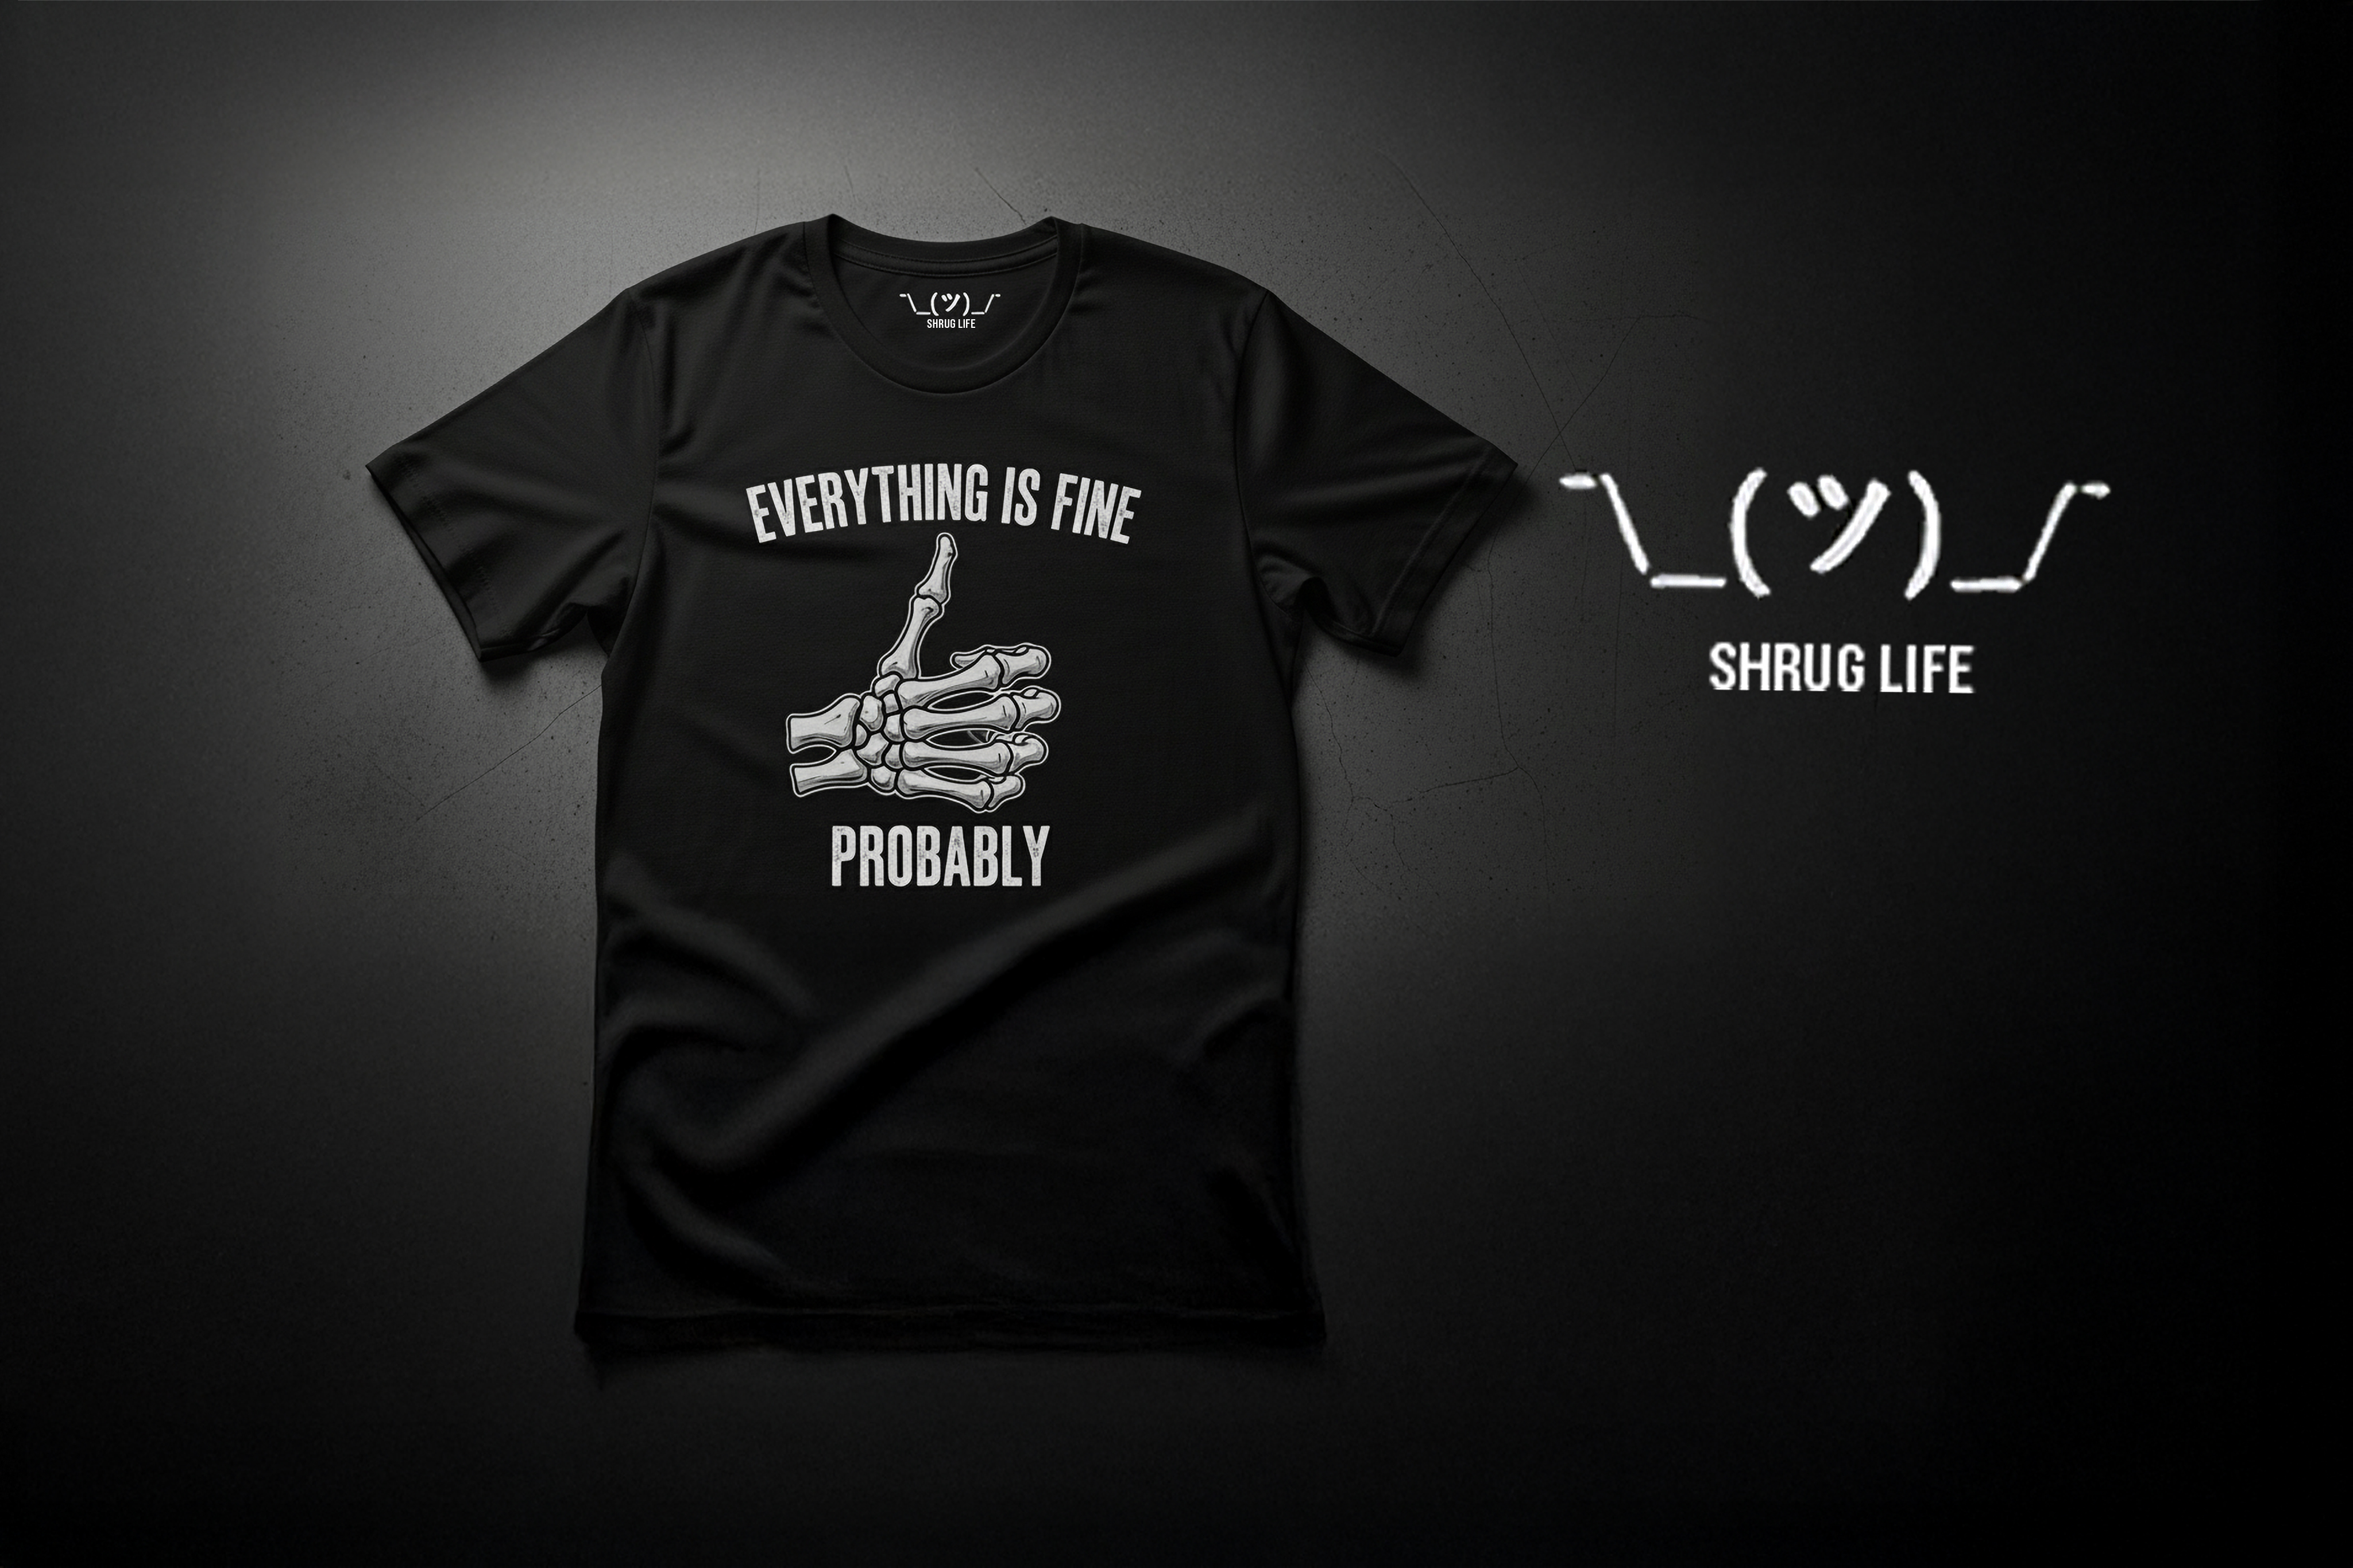 ¯\_(ツ)_/¯
SHRUG LIFE
EVERYTHING IS FINE
PROBABLY
¯\_(ツ)_/¯
SHRUG LIFE